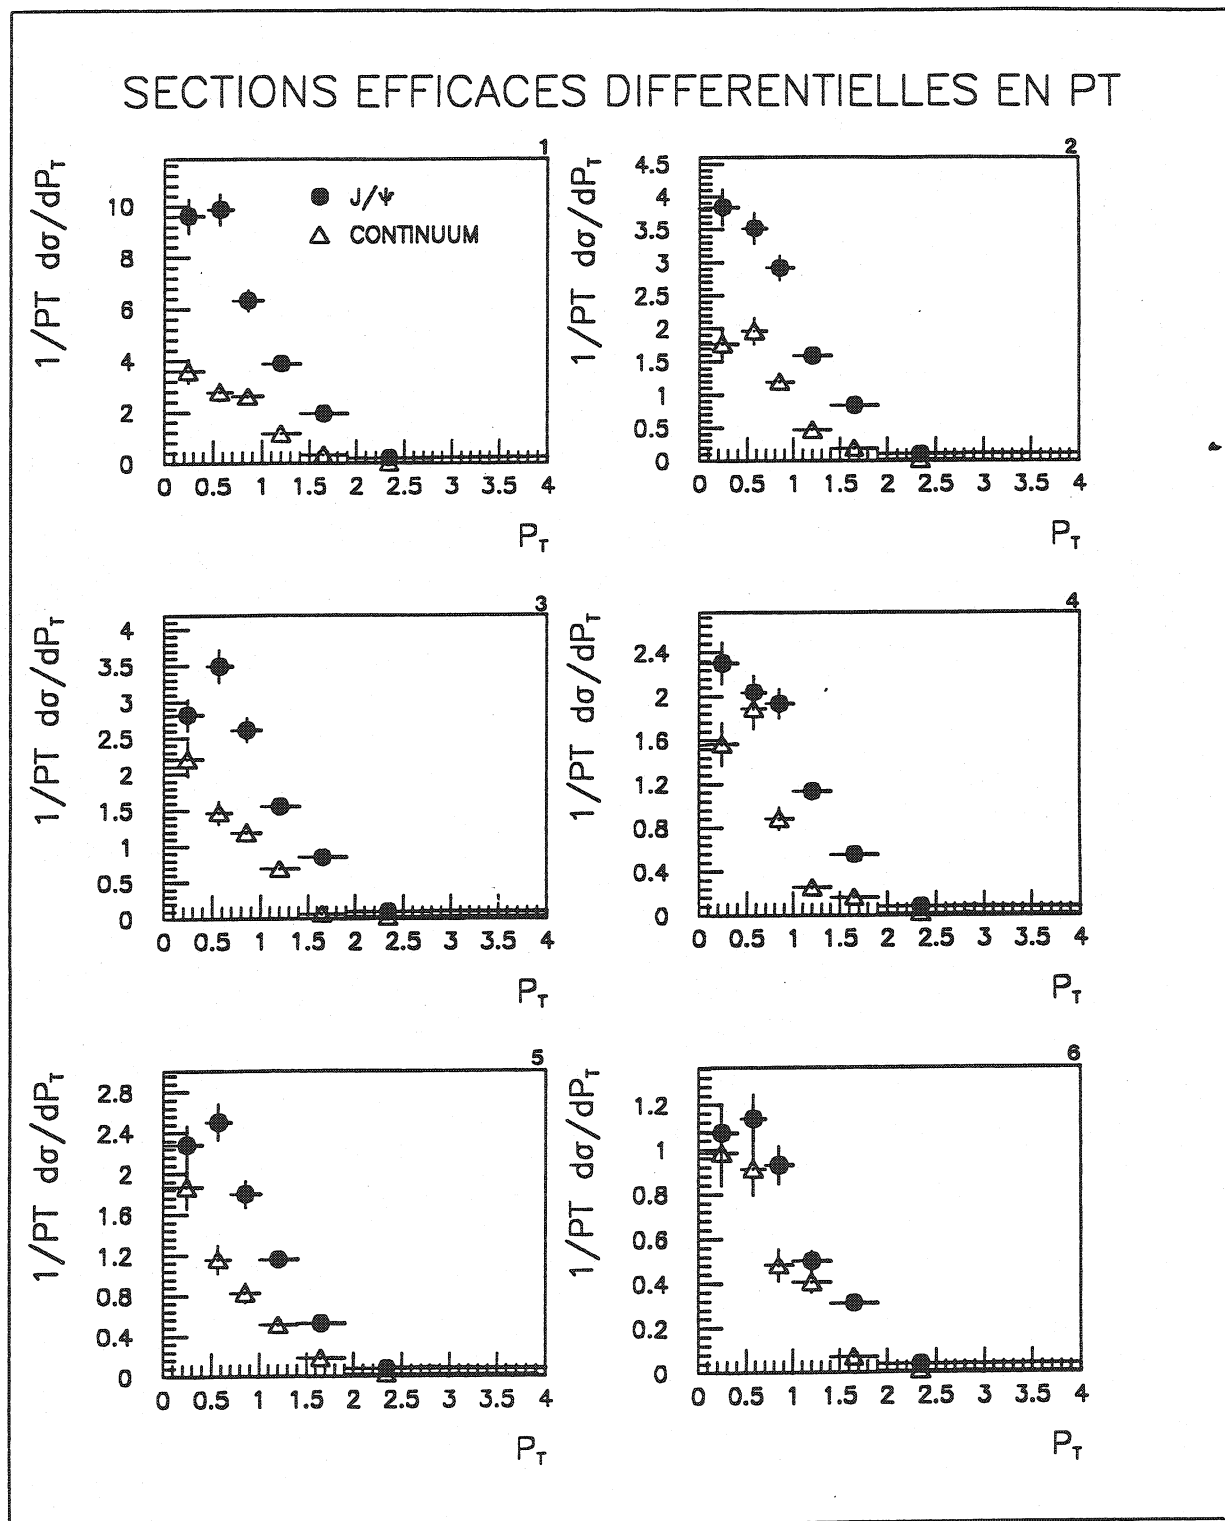 SECTIONS EFFICACES DIFFERENTIELLES EN PT
1
1/PT dσ/dP_T
10
8
6
4
2
0
J/ψ
CONTINUUM
0 0.5 1 1.5 2 2.5 3 3.5 4
P_T
2
1/PT dσ/dP_T
4.5
4
3.5
3
2.5
2
1.5
1
0.5
0
0 0.5 1 1.5 2 2.5 3 3.5 4
P_T
3
1/PT dσ/dP_T
4
3.5
3
2.5
2
1.5
1
0.5
0
0 0.5 1 1.5 2 2.5 3 3.5 4
P_T
4
1/PT dσ/dP_T
2.4
2
1.6
1.2
0.8
0.4
0
0 0.5 1 1.5 2 2.5 3 3.5 4
P_T
5
1/PT dσ/dP_T
2.8
2.4
2
1.6
1.2
0.8
0.4
0
0 0.5 1 1.5 2 2.5 3 3.5 4
P_T
6
1/PT dσ/dP_T
1.2
1
0.8
0.6
0.4
0.2
0
0 0.5 1 1.5 2 2.5 3 3.5 4
P_T